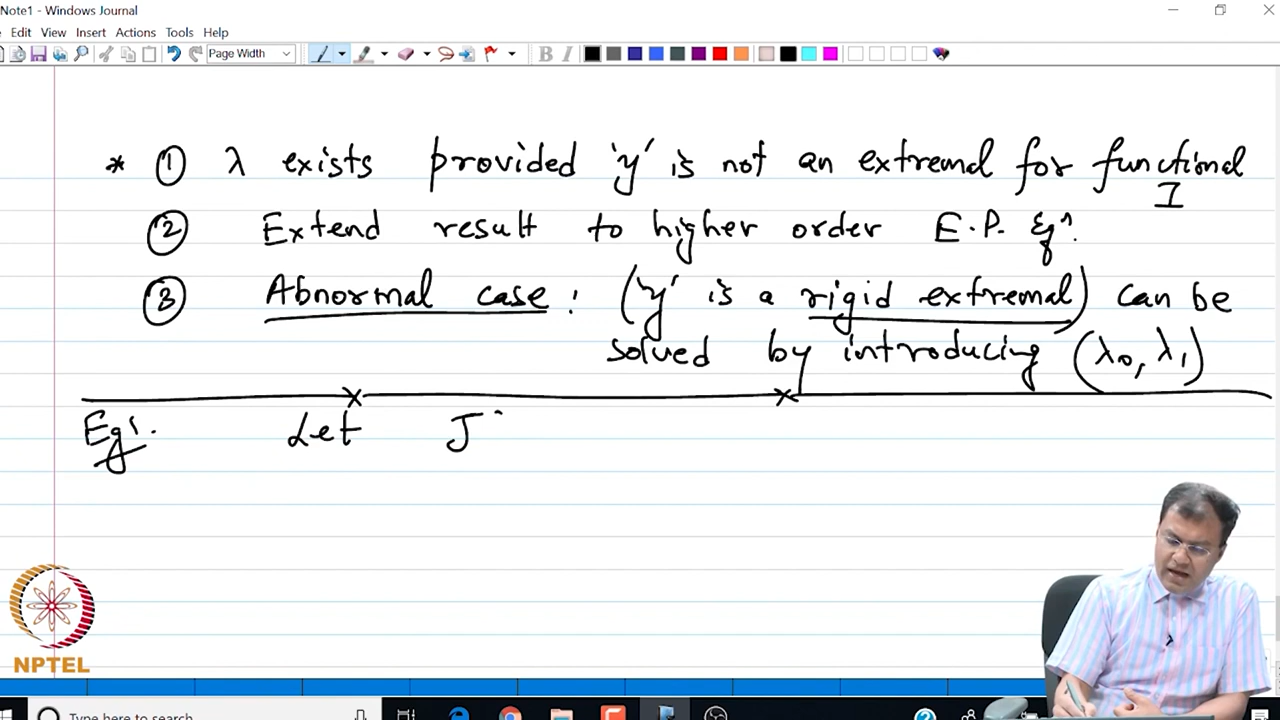 Note1 - Windows Journal
Edit View Insert Actions Tools Help
Page Width B I
* ① λ exists provided 'y' is not an extremal for functional I
② Extend result to higher order E.P. Eqⁿ.
③ Abnormal case : ('y' is a rigid extremal) can be
solved by introducing (λ₀, λ₁)
Eg1. Let J
NPTEL
Type here to search